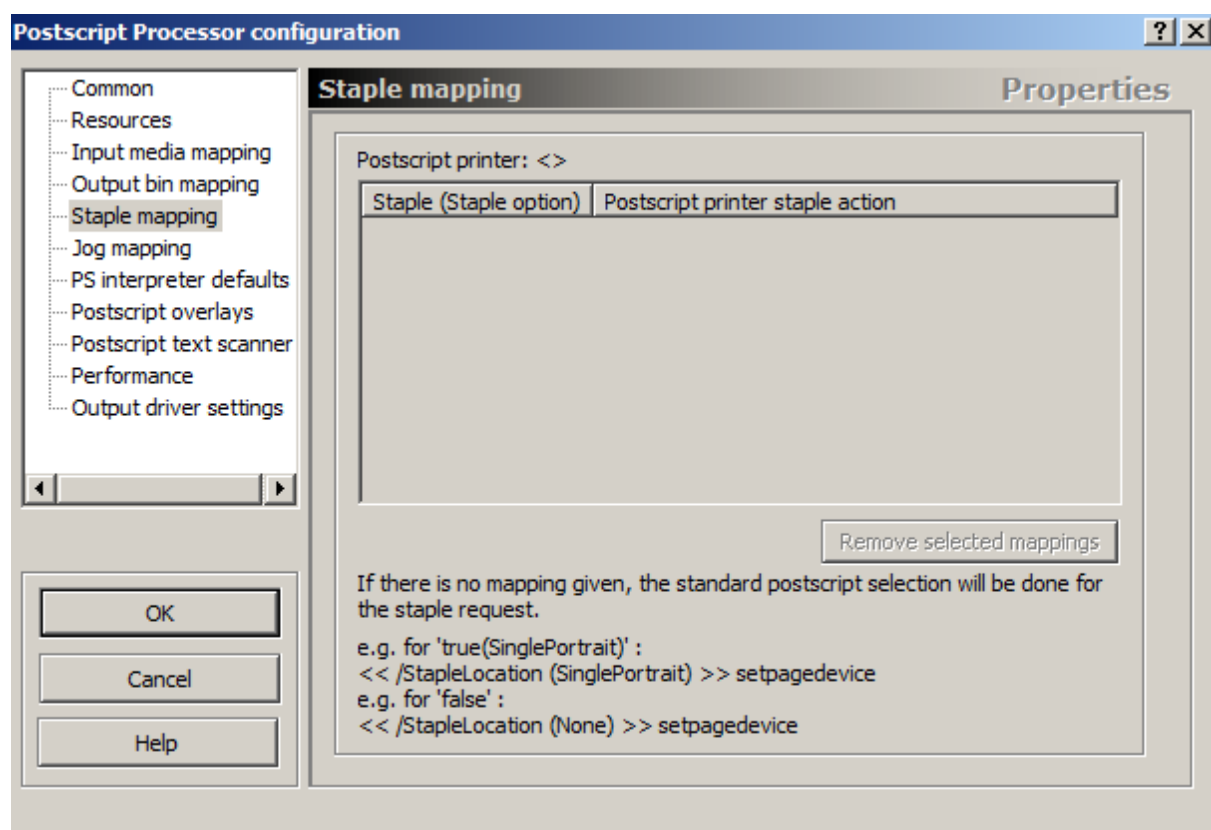 Postscript Processor configuration
Common
Resources
Input media mapping
Output bin mapping
Staple mapping
Jog mapping
PS interpreter defaults
Postscript overlays
Postscript text scanner
Performance
Output driver settings
OK
Cancel
Help
Staple mapping Properties
Postscript printer: <>
Staple (Staple option) Postscript printer staple action
Remove selected mappings
If there is no mapping given, the standard postscript selection will be done for
the staple request.
e.g. for 'true(SinglePortrait)' :
<< /StapleLocation (SinglePortrait) >> setpagedevice
e.g. for 'false' :
<< /StapleLocation (None) >> setpagedevice